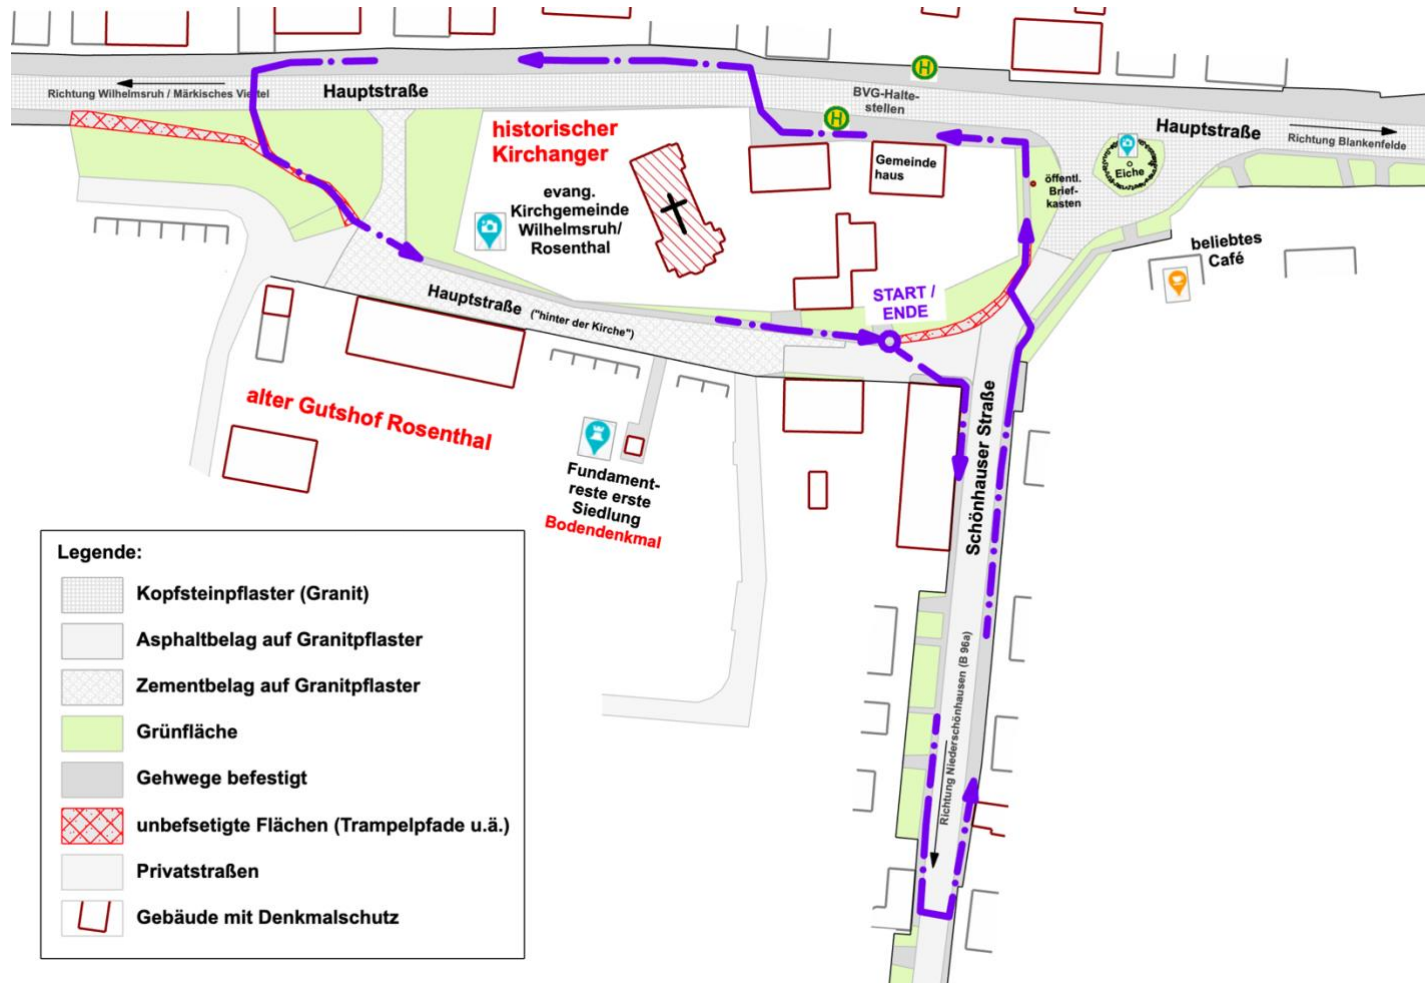 H
Richtung Wilhelmsruh / Märkisches Viertel
Hauptstraße
BVG-Halte-
stellen
H
Hauptstraße
Richtung Blankenfelde
historischer
Kirchanger
Gemeinde
haus
Eiche
öffentl.
Brief-
kasten
evang.
Kirchgemeinde
Wilhelmsruh/
Rosenthal
beliebtes
Café
START /
ENDE
Hauptstraße ("hinter der Kirche")
alter Gutshof Rosenthal
Schönhauser Straße
Fundament-
reste erste
Siedlung
Bodendenkmal
Richtung Niederschönhausen (B 96a)
Legende:
Kopfsteinpflaster (Granit)
Asphaltbelag auf Granitpflaster
Zementbelag auf Granitpflaster
Grünfläche
Gehwege befestigt
unbefsetigte Flächen (Trampelpfade u.ä.)
Privatstraßen
Gebäude mit Denkmalschutz